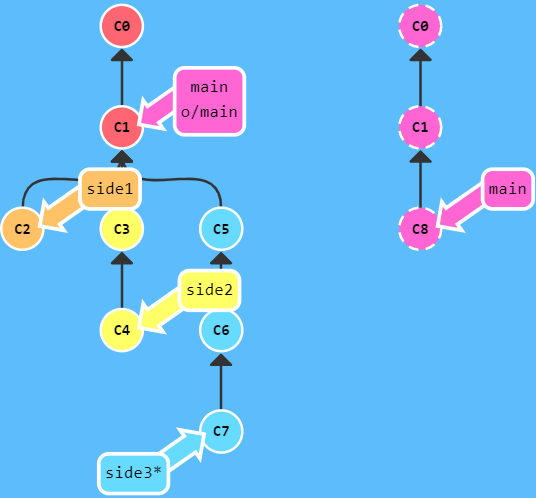 C0
C0
main
o/main
C1
C1
side1
main
C2
C3
C5
C8
side2
C4
C6
C7
side3*